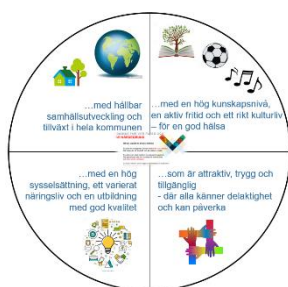 ...med hållbar
samhällsutveckling och
tillväxt i hela kommunen
...med en hög kunskapsnivå,
en aktiv fritid och ett rikt kulturliv
– för en god hälsa
...med en hög
sysselsättning, ett varierat
näringsliv och en utbildning
med god kvalitet
...som är attraktiv, trygg och
tillgänglig
- där alla känner delaktighet
och kan påverka